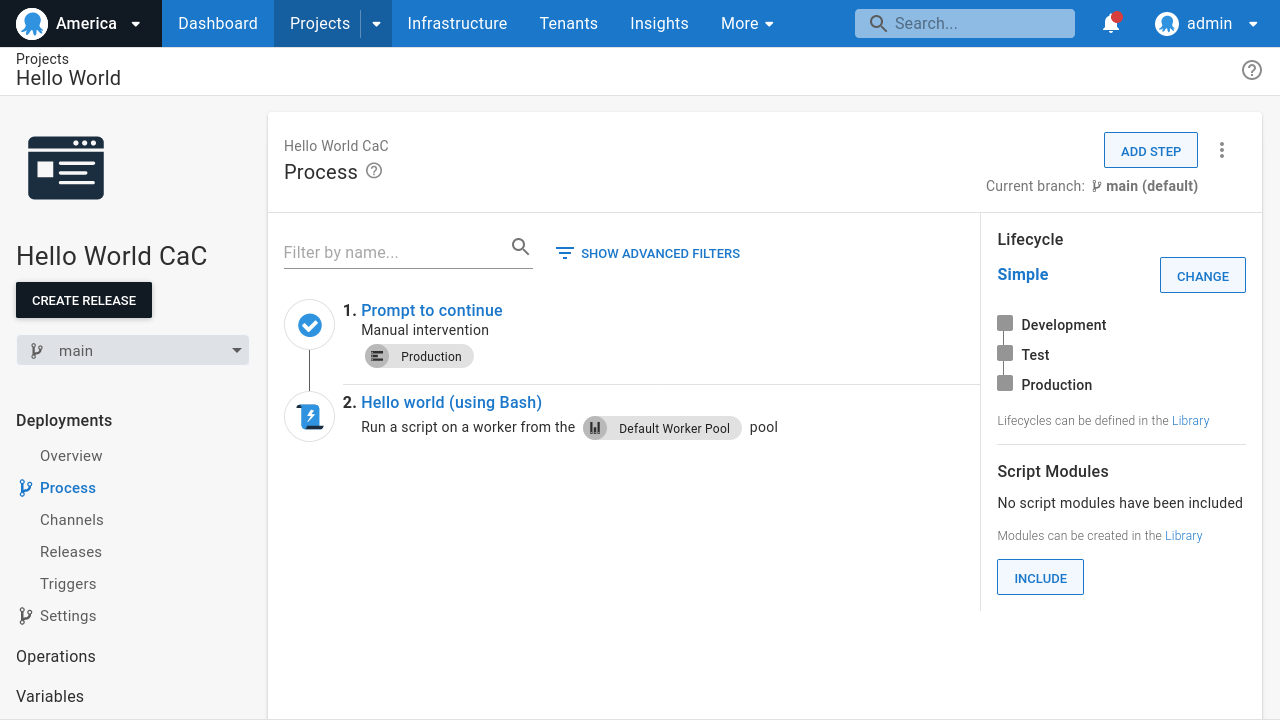 America
Dashboard
Projects
Infrastructure
Tenants
Insights
More
Search...
admin
Projects
Hello World
Hello World CaC
CREATE RELEASE
main
Deployments
Overview
Process
Channels
Releases
Triggers
Settings
Operations
Variables
Hello World CaC
Process
ADD STEP
Current branch: main (default)
Filter by name...
SHOW ADVANCED FILTERS
1. Prompt to continue
Manual intervention
Production
2. Hello world (using Bash)
Run a script on a worker from the Default Worker Pool pool
Lifecycle
Simple
CHANGE
Development
Test
Production
Lifecycles can be defined in the Library
Script Modules
No script modules have been included
Modules can be created in the Library
INCLUDE